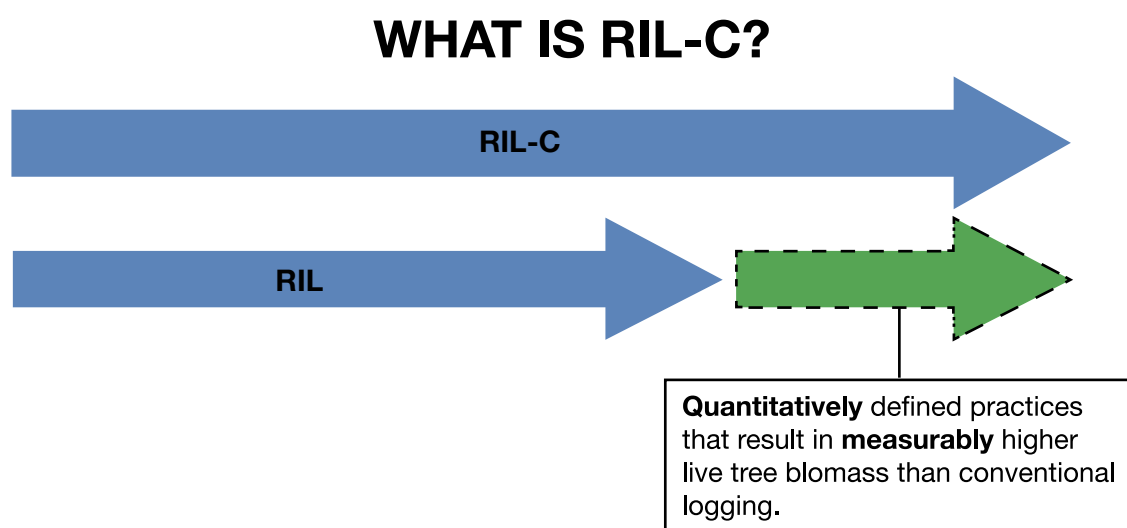 WHAT IS RIL-C?
RIL-C
RIL
Quantitatively defined practices
that result in measurably higher
live tree blomass than conventional
logging.